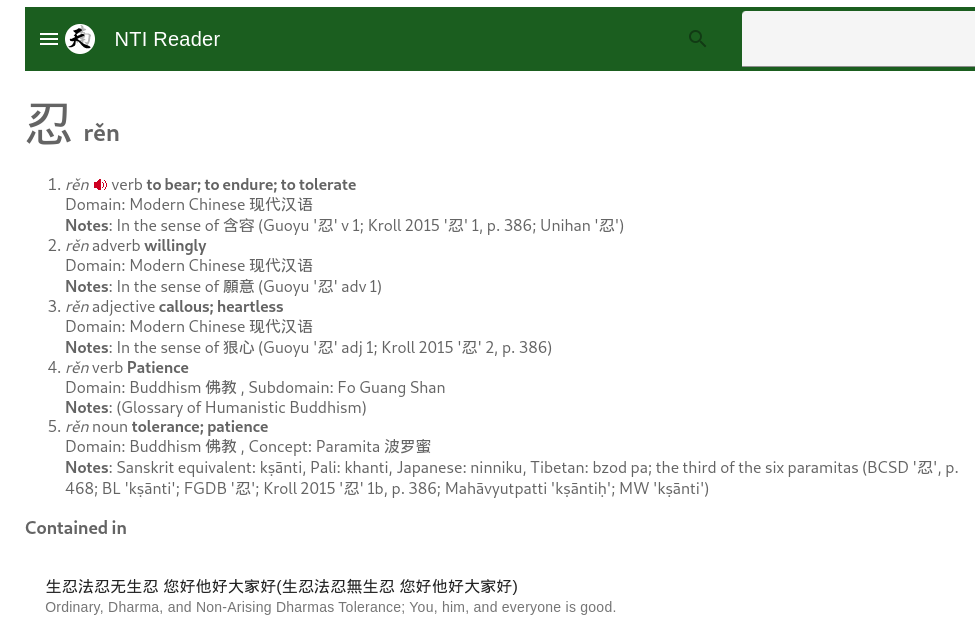 NTI Reader
忍 rěn
1. rěn verb to bear; to endure; to tolerate
Domain: Modern Chinese 现代汉语
Notes: In the sense of 含容 (Guoyu '忍' v 1; Kroll 2015 '忍' 1, p. 386; Unihan '忍')
2. rěn adverb willingly
Domain: Modern Chinese 现代汉语
Notes: In the sense of 願意 (Guoyu '忍' adv 1)
3. rěn adjective callous; heartless
Domain: Modern Chinese 现代汉语
Notes: In the sense of 狠心 (Guoyu '忍' adj 1; Kroll 2015 '忍' 2, p. 386)
4. rěn verb Patience
Domain: Buddhism 佛教 , Subdomain: Fo Guang Shan
Notes: (Glossary of Humanistic Buddhism)
5. rěn noun tolerance; patience
Domain: Buddhism 佛教 , Concept: Paramita 波罗蜜
Notes: Sanskrit equivalent: kṣānti, Pali: khanti, Japanese: ninniku, Tibetan: bzod pa; the third of the six paramitas (BCSD '忍', p.
468; BL 'kṣānti'; FGDB '忍'; Kroll 2015 '忍' 1b, p. 386; Mahāvyutpatti 'kṣāntiḥ'; MW 'kṣānti')
Contained in
生忍法忍无生忍 您好他好大家好(生忍法忍無生忍 您好他好大家好)
Ordinary, Dharma, and Non-Arising Dharmas Tolerance; You, him, and everyone is good.